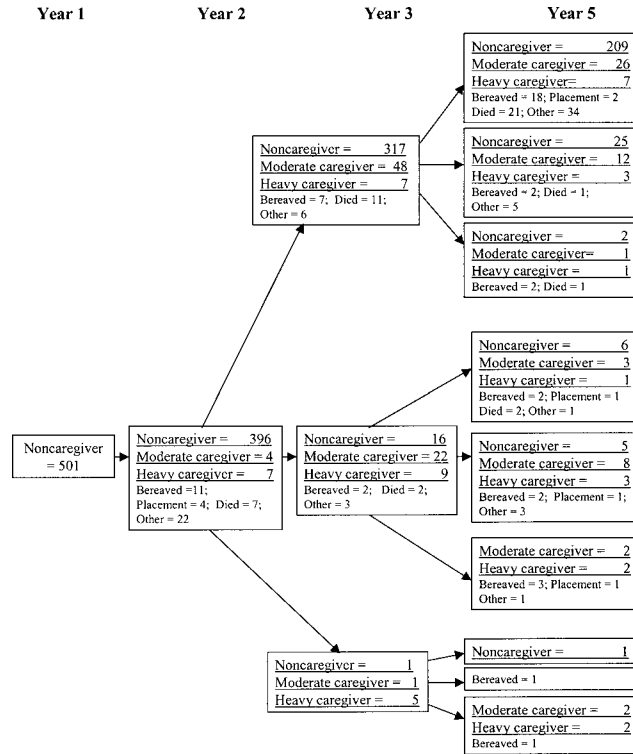 Year 1 Year 2 Year 3 Year 5
Noncaregiver = 209
Moderate caregiver = 26
Heavy caregiver= 7
Bereaved = 18; Placement = 2
Died = 21; Other = 34
Noncaregiver = 317
Moderate caregiver = 48
Heavy caregiver = 7
Bereaved = 7; Died = 11;
Other = 6
Noncaregiver = 25
Moderate caregiver = 12
Heavy caregiver = 3
Bereaved = 2; Died = 1;
Other = 5
Noncaregiver = 2
Moderate caregiver= 1
Heavy caregiver = 1
Bereaved = 2; Died = 1
Noncaregiver = 6
Moderate caregiver = 3
Heavy caregiver = 1
Bereaved = 2; Placement = 1
Died = 2; Other = 1
Noncaregiver
= 501
Noncaregiver = 396
Moderate caregiver = 4
Heavy caregiver = 7
Bereaved =11;
Placement = 4; Died = 7;
Other = 22
Noncaregiver = 16
Moderate caregiver = 22
Heavy caregiver = 9
Bereaved = 2; Died = 2;
Other = 3
Noncaregiver = 5
Moderate caregiver = 8
Heavy caregiver = 3
Bereaved = 2; Placement = 1;
Other = 3
Moderate caregiver = 2
Heavy caregiver = 2
Bereaved = 3; Placement = 1
Other = 1
Noncaregiver = 1
Moderate caregiver = 1
Heavy caregiver = 5
Noncaregiver = 1
Bereaved = 1
Moderate caregiver = 2
Heavy caregiver = 2
Bereaved = 1